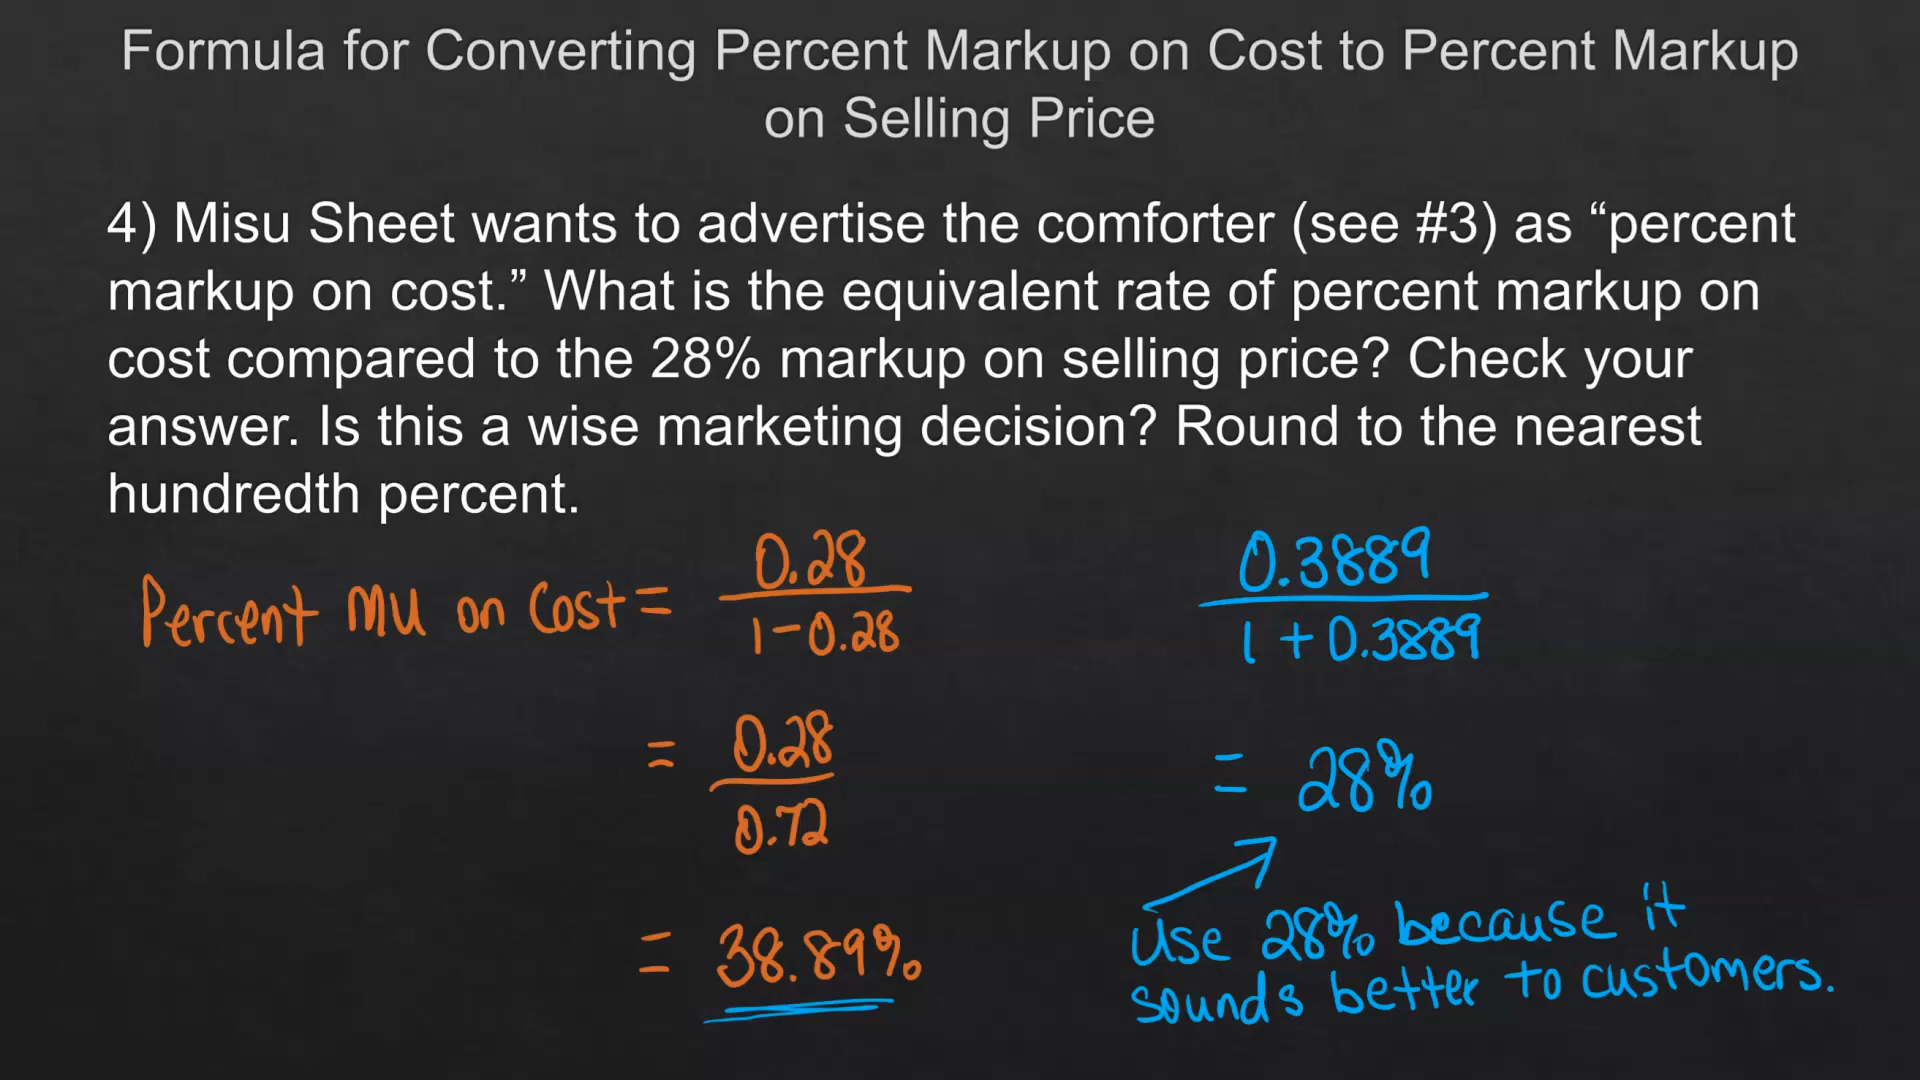 Formula for Converting Percent Markup on Cost to Percent Markup
on Selling Price
4) Misu Sheet wants to advertise the comforter (see #3) as “percent
markup on cost.” What is the equivalent rate of percent markup on
cost compared to the 28% markup on selling price? Check your
answer. Is this a wise marketing decision? Round to the nearest
hundredth percent.
Percent MU on Cost = 0.28 / 1-0.28
= 0.28 / 0.72
= 38.89%
0.3889 / 1 + 0.3889
= 28%
Use 28% because it
sounds better to customers.